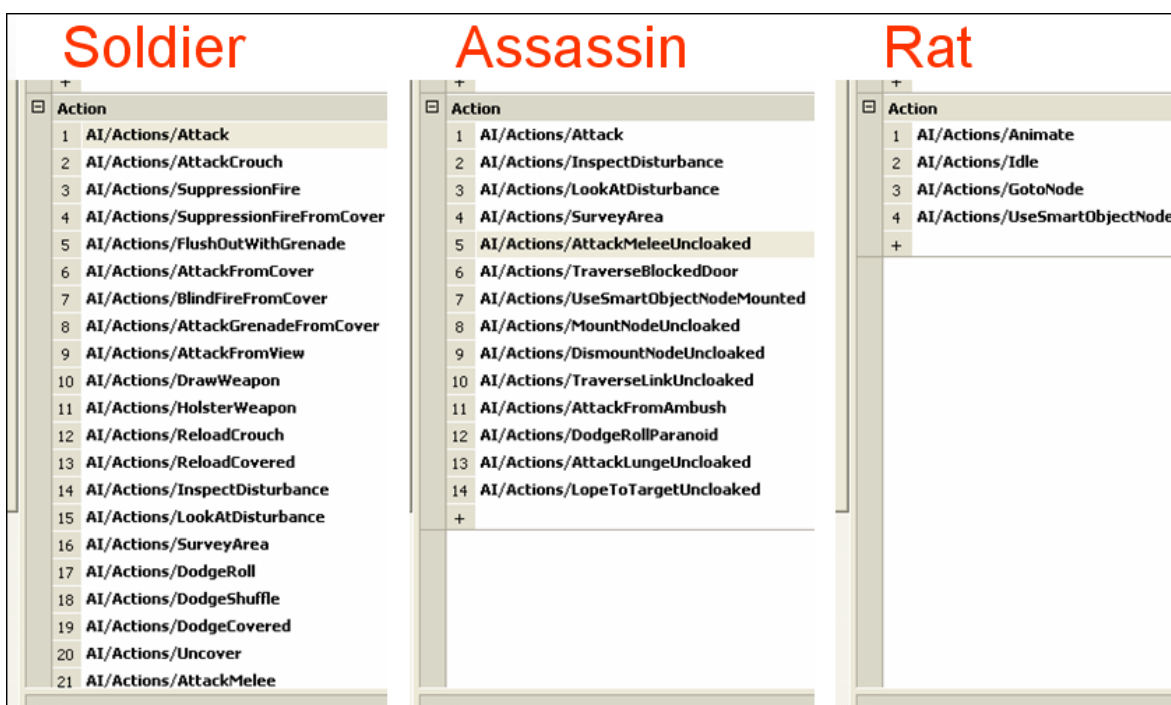 Soldier
Assassin
Rat
+
Action
1 AI/Actions/Attack
2 AI/Actions/AttackCrouch
3 AI/Actions/SuppressionFire
4 AI/Actions/SuppressionFireFromCover
5 AI/Actions/FlushOutWithGrenade
6 AI/Actions/AttackFromCover
7 AI/Actions/BlindFireFromCover
8 AI/Actions/AttackGrenadeFromCover
9 AI/Actions/AttackFromView
10 AI/Actions/DrawWeapon
11 AI/Actions/HolsterWeapon
12 AI/Actions/ReloadCrouch
13 AI/Actions/ReloadCovered
14 AI/Actions/InspectDisturbance
15 AI/Actions/LookAtDisturbance
16 AI/Actions/SurveyArea
17 AI/Actions/DodgeRoll
18 AI/Actions/DodgeShuffle
19 AI/Actions/DodgeCovered
20 AI/Actions/Uncover
21 AI/Actions/AttackMelee
+
Action
1 AI/Actions/Attack
2 AI/Actions/InspectDisturbance
3 AI/Actions/LookAtDisturbance
4 AI/Actions/SurveyArea
5 AI/Actions/AttackMeleeUncloaked
6 AI/Actions/TraverseBlockedDoor
7 AI/Actions/UseSmartObjectNodeMounted
8 AI/Actions/MountNodeUncloaked
9 AI/Actions/DismountNodeUncloaked
10 AI/Actions/TraverseLinkUncloaked
11 AI/Actions/AttackFromAmbush
12 AI/Actions/DodgeRollParanoid
13 AI/Actions/AttackLungeUncloaked
14 AI/Actions/LopeToTargetUncloaked
+
+
Action
1 AI/Actions/Animate
2 AI/Actions/Idle
3 AI/Actions/GotoNode
4 AI/Actions/UseSmartObjectNode
+